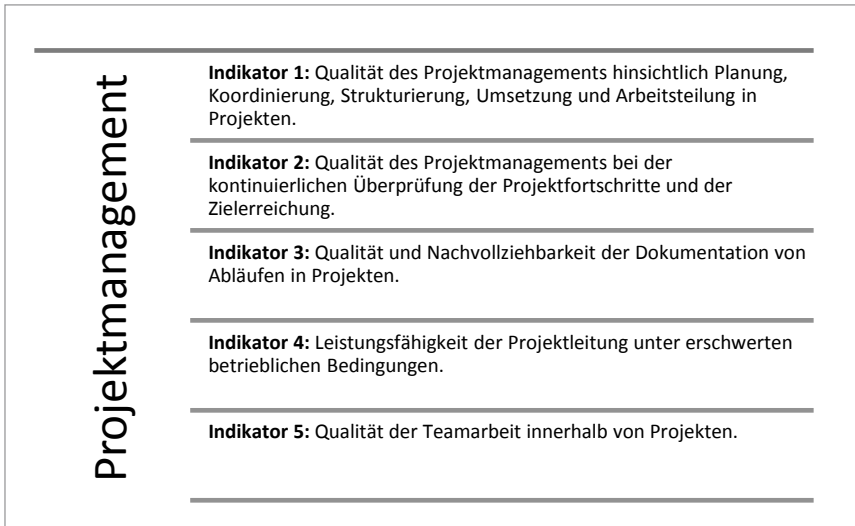 Projektmanagement
Indikator 1: Qualität des Projektmanagements hinsichtlich Planung,
Koordinierung, Strukturierung, Umsetzung und Arbeitsteilung in
Projekten.
Indikator 2: Qualität des Projektmanagements bei der
kontinuierlichen Überprüfung der Projektfortschritte und der
Zielerreichung.
Indikator 3: Qualität und Nachvollziehbarkeit der Dokumentation von
Abläufen in Projekten.
Indikator 4: Leistungsfähigkeit der Projektleitung unter erschwerten
betrieblichen Bedingungen.
Indikator 5: Qualität der Teamarbeit innerhalb von Projekten.